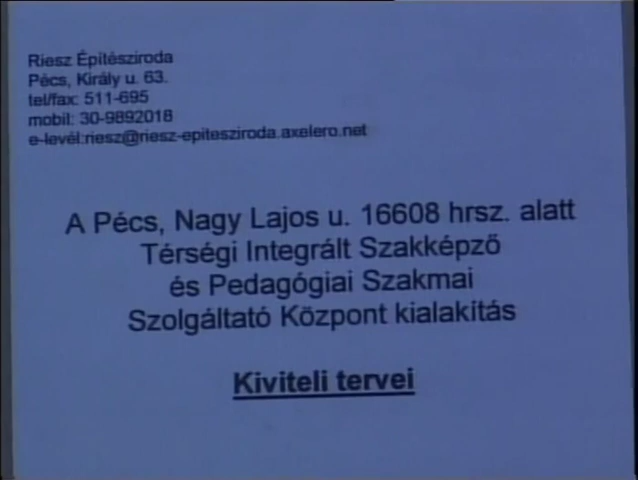 Riesz Építésziroda
Pécs, Király u. 63.
tel/fax: 511-695
mobil: 30-9892018
e-levél:riesz@riesz-epitesziroda.axelero.net
A Pécs, Nagy Lajos u. 16608 hrsz. alatt
Térségi Integrált Szakképző
és Pedagógiai Szakmai
Szolgáltató Központ kialakítás
Kiviteli tervei